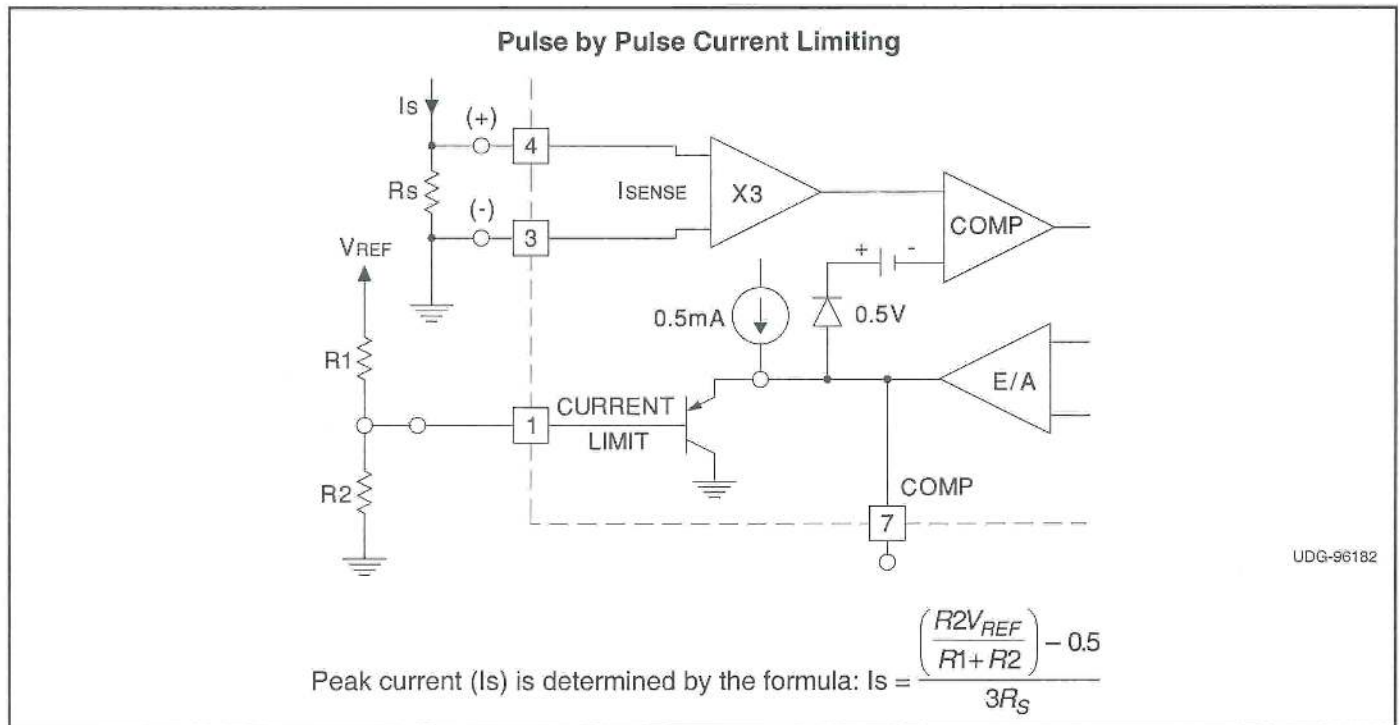 Pulse by Pulse Current Limiting
Is
(+)
4
Rs
ISENSE
X3
COMP
(-)
3
VREF
+ -
0.5mA
0.5V
R1
E/A
1
CURRENT
LIMIT
R2
COMP
7
UDG-96182
Peak current (Is) is determined by the formula: Is = ((R2VREF / R1+R2) – 0.5) / 3RS